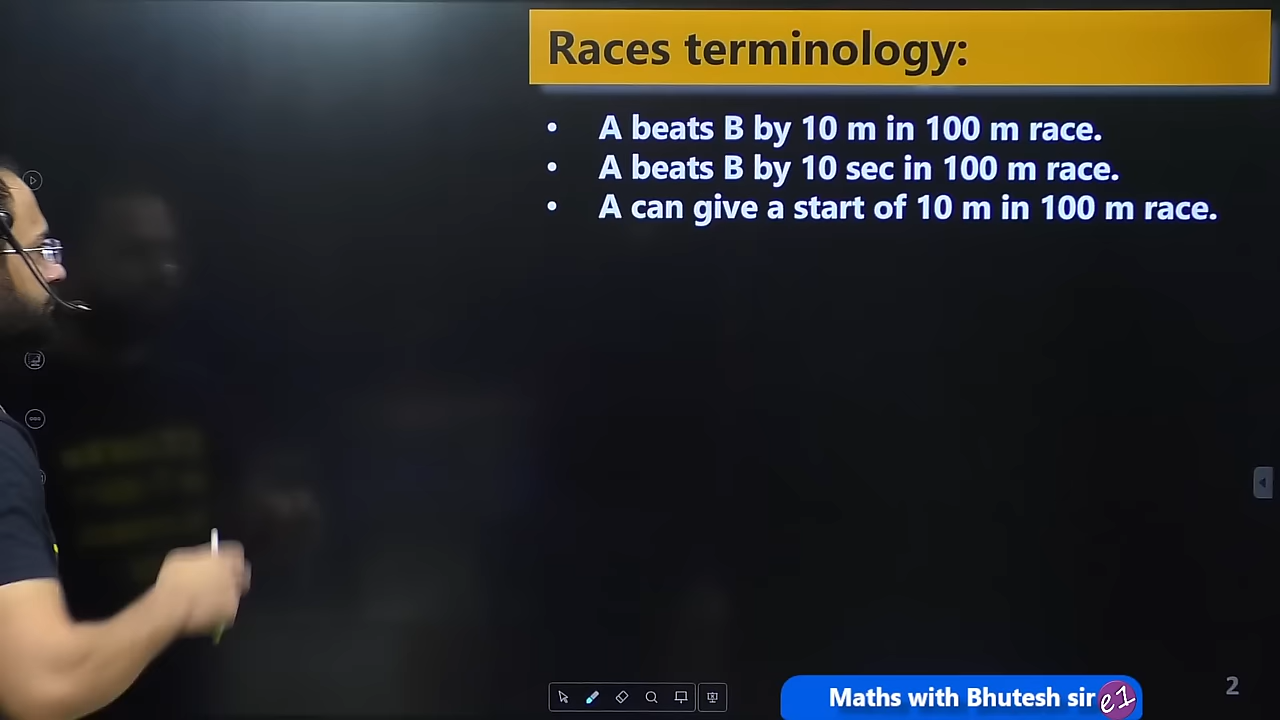 Races terminology:
• A beats B by 10 m in 100 m race.
• A beats B by 10 sec in 100 m race.
• A can give a start of 10 m in 100 m race.
Maths with Bhutesh sir e1
2